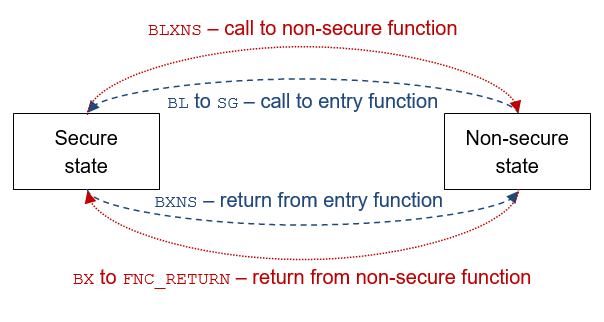 BLXNS – call to non-secure function
BL to SG – call to entry function
Secure
state
Non-secure
state
BXNS – return from entry function
BX to FNC_RETURN – return from non-secure function